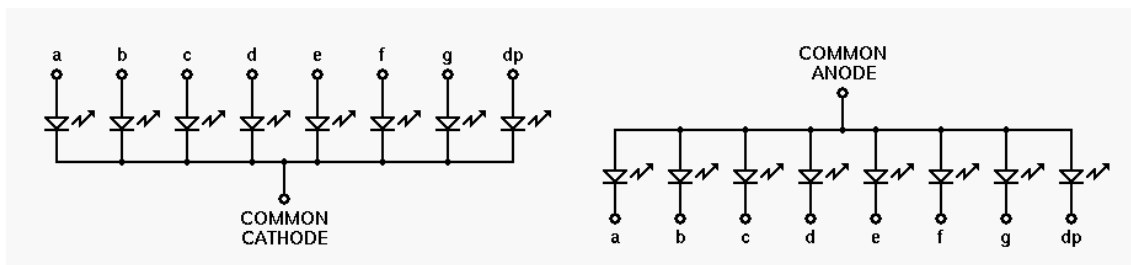 a b c d e f g dp
COMMON
CATHODE
COMMON
ANODE
a b c d e f g dp